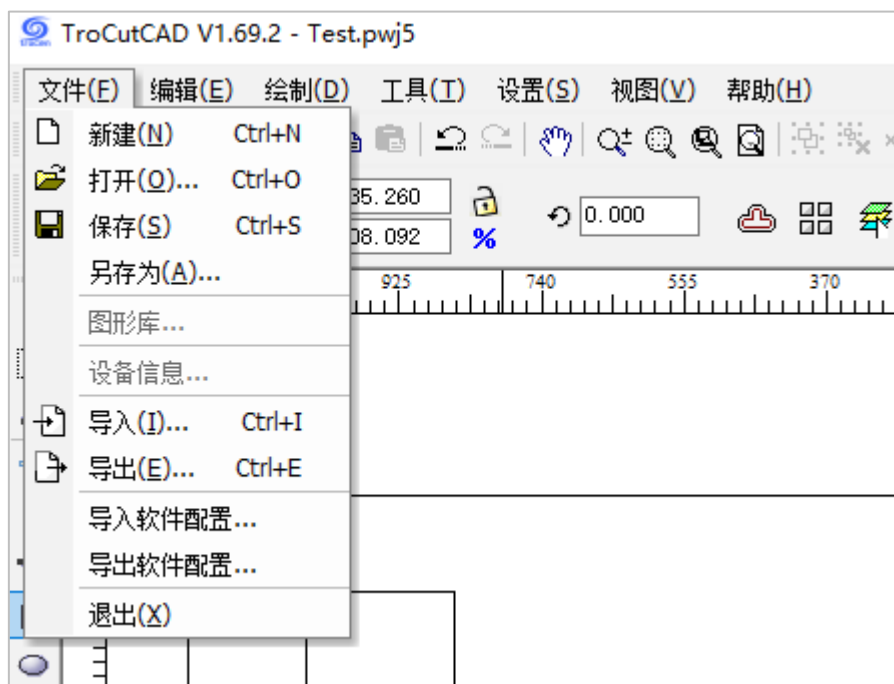 TroCutCAD V1.69.2 - Test.pwj5
文件(F) 编辑(E) 绘制(D) 工具(T) 设置(S) 视图(V) 帮助(H)
新建(N) Ctrl+N
打开(O)... Ctrl+O
35.260
0.000
保存(S) Ctrl+S
08.092 %
另存为(A)...
925 740 555 370
图形库...
设备信息...
导入(I)... Ctrl+I
导出(E)... Ctrl+E
导入软件配置...
导出软件配置...
退出(X)